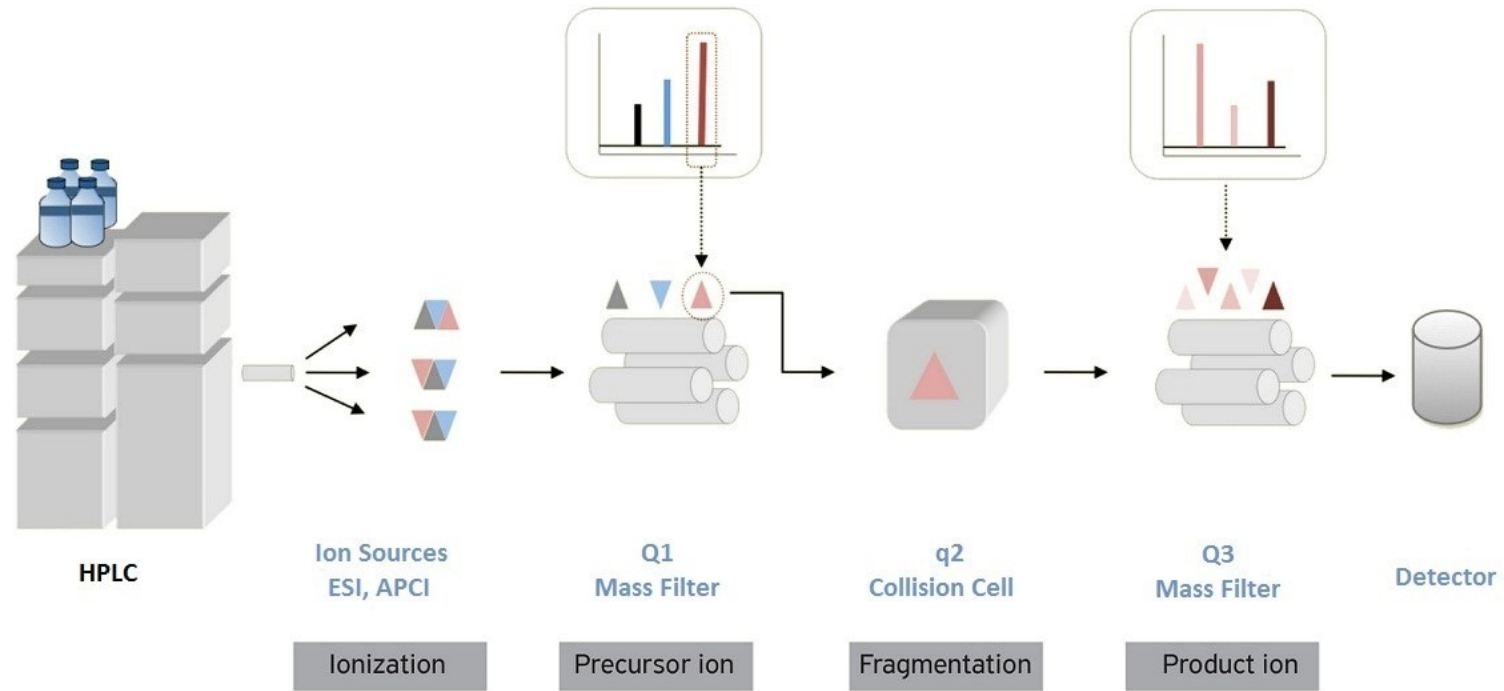 HPLC
Ion Sources
ESI, APCI
Q1
Mass Filter
q2
Collision Cell
Q3
Mass Filter
Detector
Ionization
Precursor ion
Fragmentation
Product ion